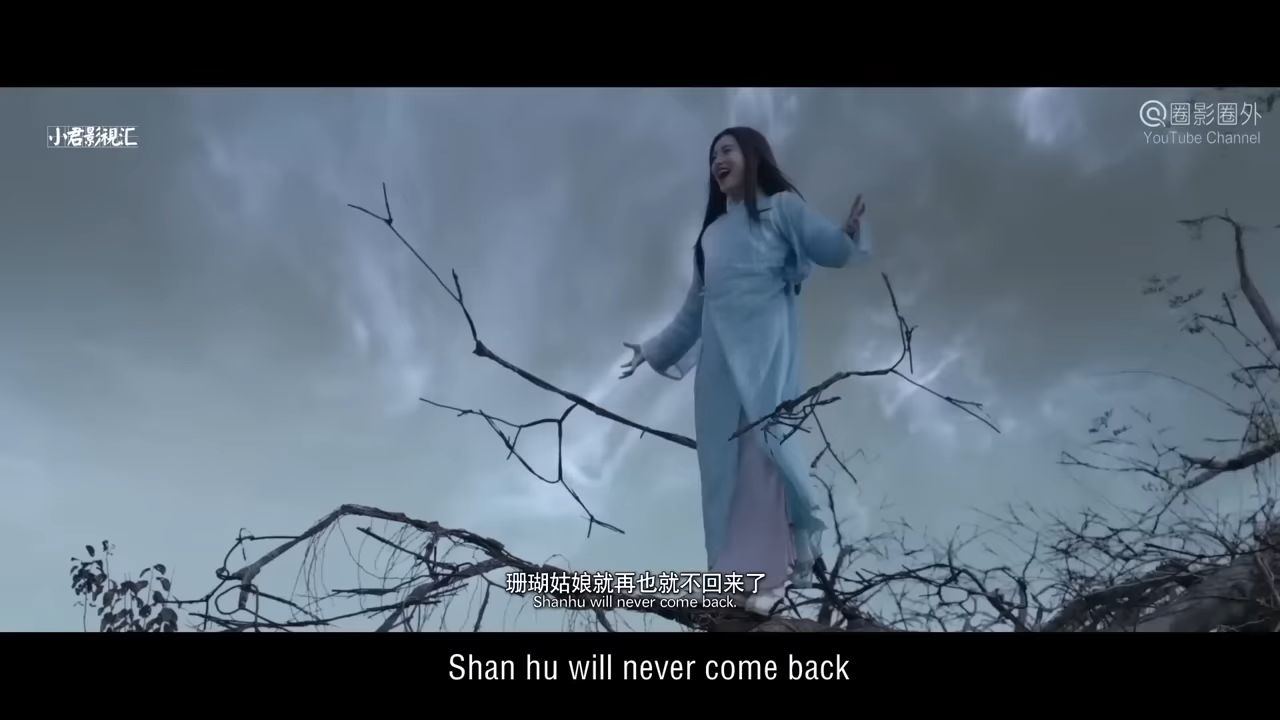 小君影視汇
圈影圈外
YouTube Channel
珊瑚姑娘就再也就不回来了
Shanhu will never come back.
Shan hu will never come back